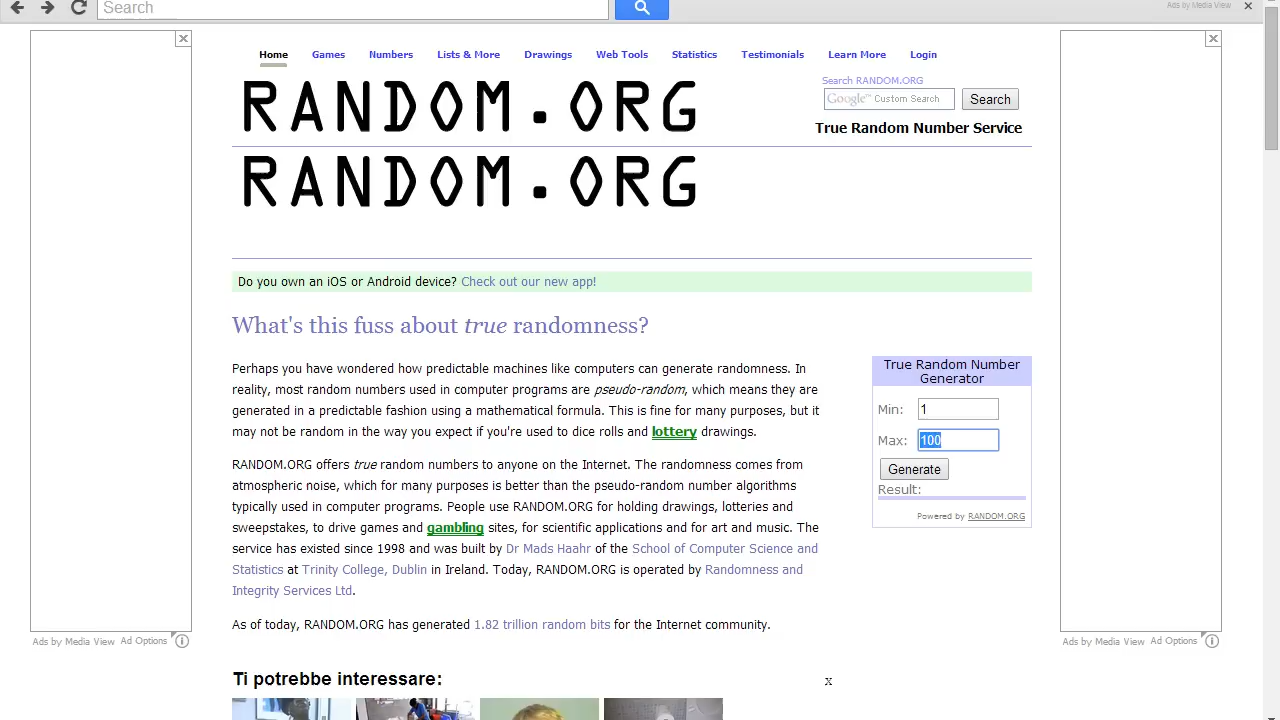 Search
Ads by Media View
Home Games Numbers Lists & More Drawings Web Tools Statistics Testimonials Learn More Login
Search RANDOM.ORG
RANDOM.ORG
Google™ Custom Search Search
True Random Number Service
RANDOM.ORG
Do you own an iOS or Android device? Check out our new app!
What's this fuss about true randomness?
Perhaps you have wondered how predictable machines like computers can generate randomness. In
reality, most random numbers used in computer programs are pseudo-random, which means they are
generated in a predictable fashion using a mathematical formula. This is fine for many purposes, but it
may not be random in the way you expect if you're used to dice rolls and lottery drawings.
RANDOM.ORG offers true random numbers to anyone on the Internet. The randomness comes from
atmospheric noise, which for many purposes is better than the pseudo-random number algorithms
typically used in computer programs. People use RANDOM.ORG for holding drawings, lotteries and
sweepstakes, to drive games and gambling sites, for scientific applications and for art and music. The
service has existed since 1998 and was built by Dr Mads Haahr of the School of Computer Science and
Statistics at Trinity College, Dublin in Ireland. Today, RANDOM.ORG is operated by Randomness and
Integrity Services Ltd.
As of today, RANDOM.ORG has generated 1.82 trillion random bits for the Internet community.
True Random Number
Generator
Min: 1
Max: 100
Generate
Result:
Powered by RANDOM.ORG
Ads by Media View Ad Options
Ads by Media View Ad Options
Ti potrebbe interessare:
x